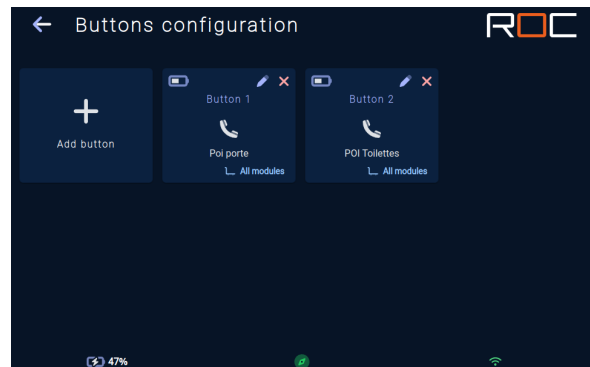 Buttons configuration
ROC
Add button
Button 1
Poi porte
All modules
Button 2
POI Toilettes
All modules
47%